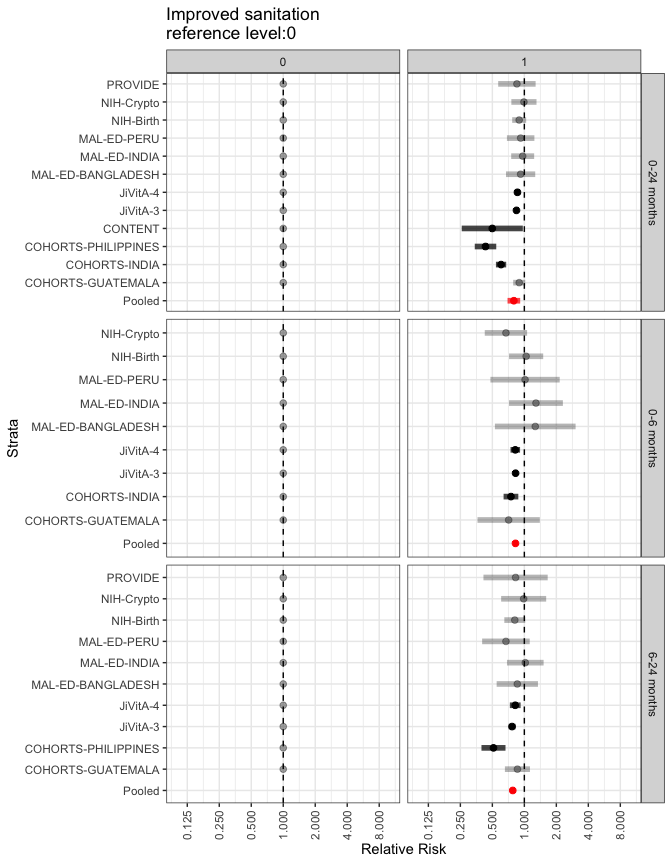 Improved sanitation
reference level:0
0
1
PROVIDE
NIH-Crypto
NIH-Birth
MAL-ED-PERU
MAL-ED-INDIA
MAL-ED-BANGLADESH
JiVitA-4
JiVitA-3
CONTENT
COHORTS-PHILIPPINES
COHORTS-INDIA
COHORTS-GUATEMALA
Pooled
0-24 months
NIH-Crypto
NIH-Birth
MAL-ED-PERU
MAL-ED-INDIA
MAL-ED-BANGLADESH
JiVitA-4
JiVitA-3
COHORTS-INDIA
COHORTS-GUATEMALA
Pooled
0-6 months
PROVIDE
NIH-Crypto
NIH-Birth
MAL-ED-PERU
MAL-ED-INDIA
MAL-ED-BANGLADESH
JiVitA-4
JiVitA-3
COHORTS-PHILIPPINES
COHORTS-GUATEMALA
Pooled
6-24 months
Strata
0.125 0.250 0.500 1.000 2.000 4.000 8.000
0.125 0.250 0.500 1.000 2.000 4.000 8.000
Relative Risk